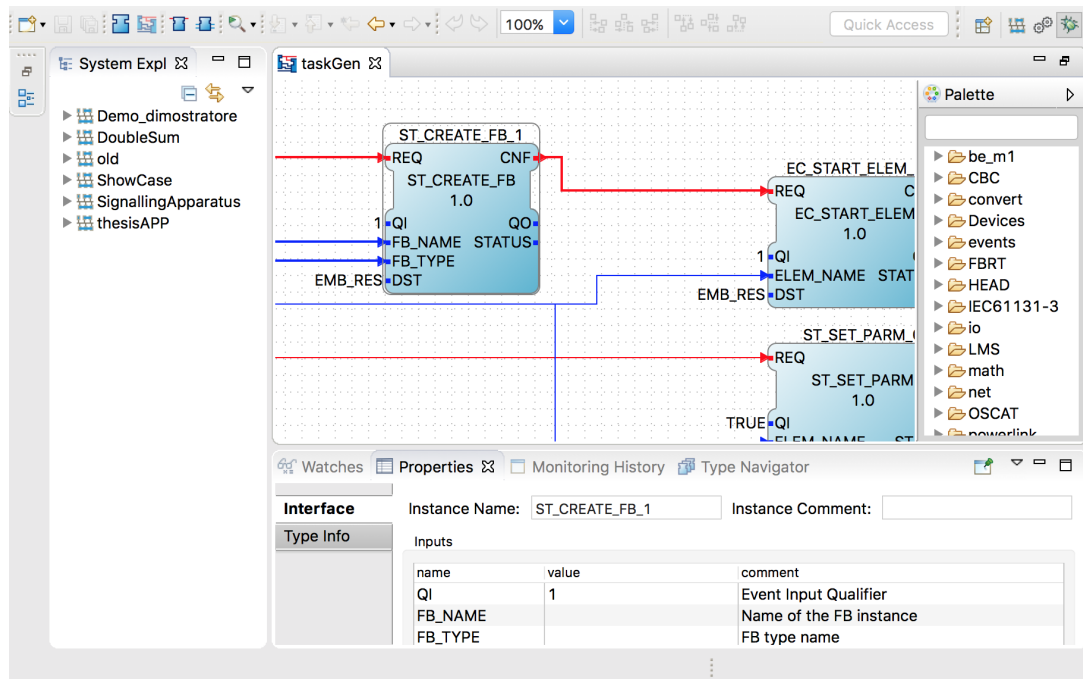 100%
Quick Access
System Expl
Demo_dimostratore
DoubleSum
old
ShowCase
SignallingApparatus
thesisAPP
taskGen
ST_CREATE_FB_1
REQ CNF
ST_CREATE_FB
1.0
1 QI QO
FB_NAME STATUS
FB_TYPE
EMB_RES DST
EC_START_ELEM_
REQ C
EC_START_ELEM
1.0
1 QI
ELEM_NAME STAT
EMB_RES DST
ST_SET_PARM_
REQ
ST_SET_PARM
1.0
TRUE QI
ELEM_NAME ST
Palette
be_m1
CBC
convert
Devices
events
FBRT
HEAD
IEC61131-3
io
LMS
math
net
OSCAT
powerlink
Watches Properties Monitoring History Type Navigator
Interface
Type Info
Instance Name: ST_CREATE_FB_1 Instance Comment:
Inputs
name value comment
QI 1 Event Input Qualifier
FB_NAME Name of the FB instance
FB_TYPE FB type name